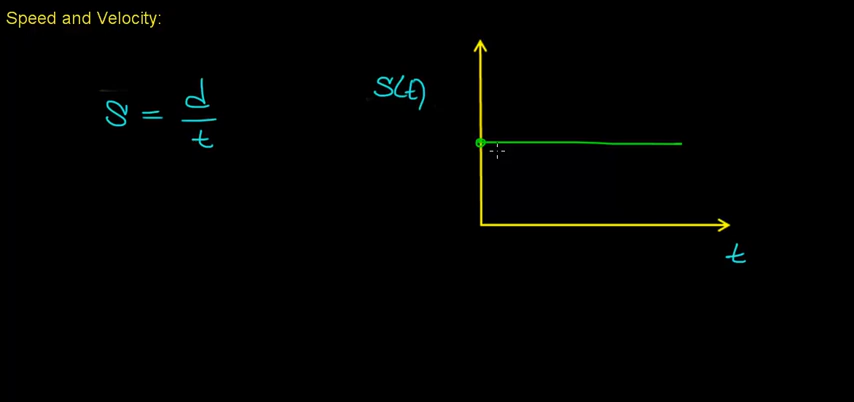 Speed and Velocity:
S = d/t
S(t)
t